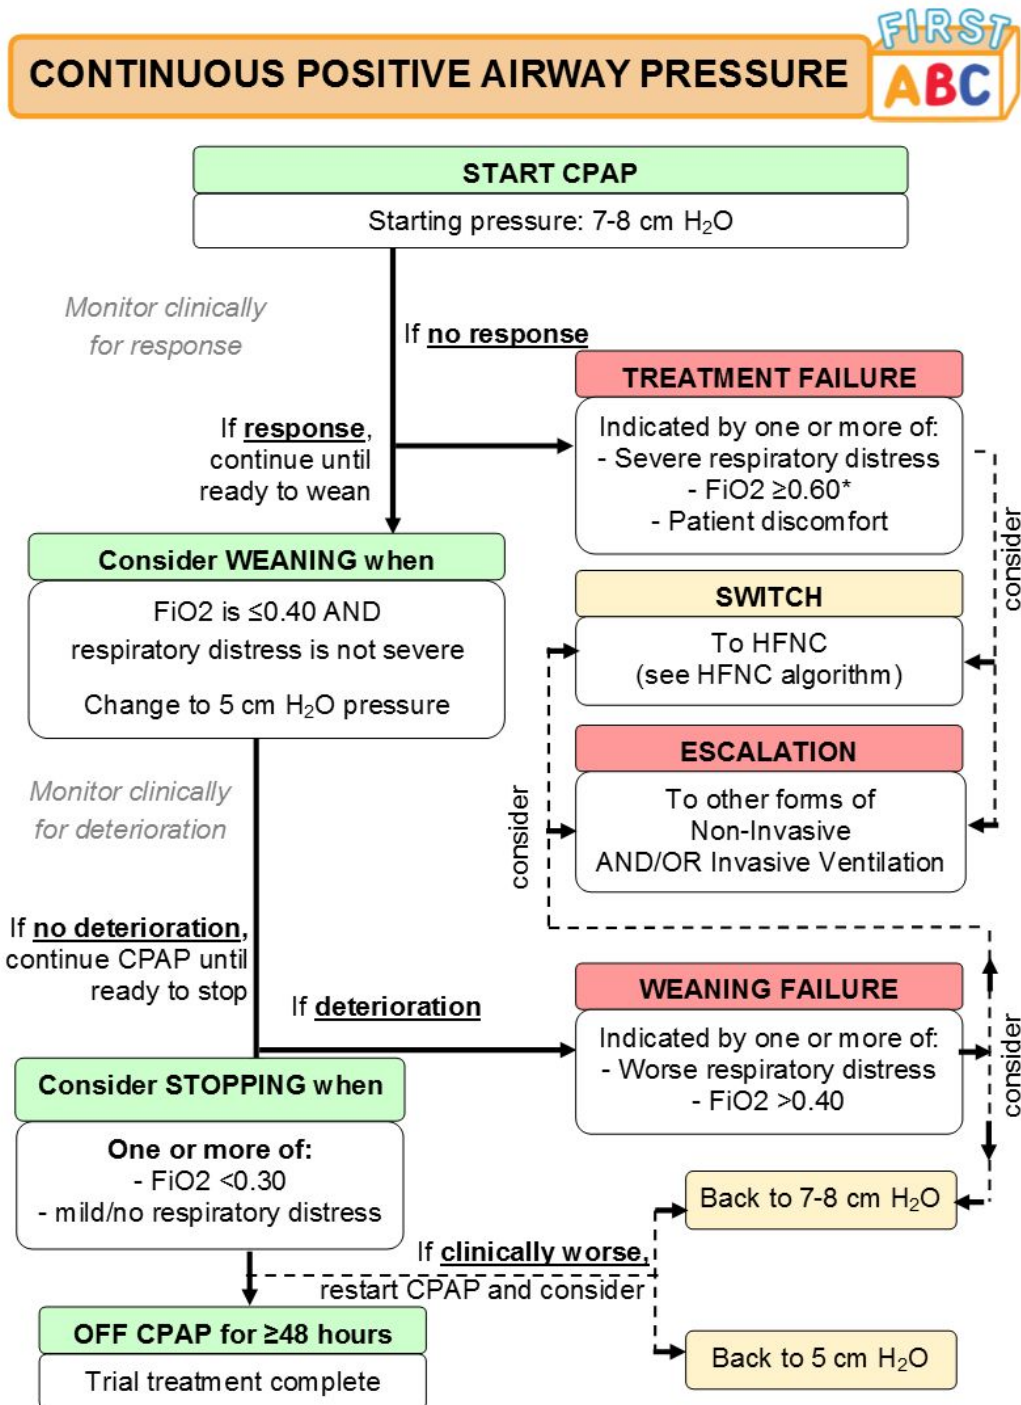 FIRST
ABC
CONTINUOUS POSITIVE AIRWAY PRESSURE
START CPAP
Starting pressure: 7-8 cm H₂O
Monitor clinically
for response
If no response
If response,
continue until
ready to wean
TREATMENT FAILURE
Indicated by one or more of:
- Severe respiratory distress
- FiO2 ≥0.60*
- Patient discomfort
consider
Consider WEANING when
FiO2 is ≤0.40 AND
respiratory distress is not severe
Change to 5 cm H₂O pressure
SWITCH
To HFNC
(see HFNC algorithm)
ESCALATION
To other forms of
Non-Invasive
AND/OR Invasive Ventilation
consider
Monitor clinically
for deterioration
If no deterioration,
continue CPAP until
ready to stop
If deterioration
WEANING FAILURE
Indicated by one or more of:
- Worse respiratory distress
- FiO2 >0.40
consider
Consider STOPPING when
One or more of:
- FiO2 <0.30
- mild/no respiratory distress
Back to 7-8 cm H₂O
If clinically worse,
restart CPAP and consider
Back to 5 cm H₂O
OFF CPAP for ≥48 hours
Trial treatment complete